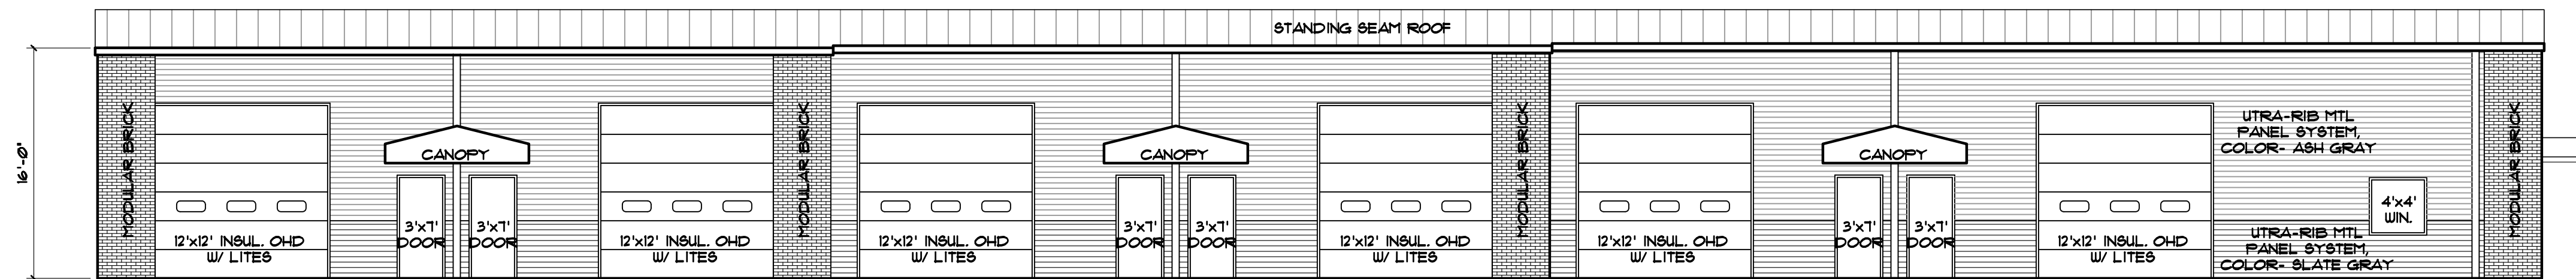 STANDING SEAM ROOF
16'-0"
MODULAR BRICK
12'x12' INSUL. OHD
W/ LITES
CANOPY
3'x7'
DOOR
3'x7'
DOOR
12'x12' INSUL. OHD
W/ LITES
MODULAR BRICK
12'x12' INSUL. OHD
W/ LITES
CANOPY
3'x7'
DOOR
3'x7'
DOOR
12'x12' INSUL. OHD
W/ LITES
MODULAR BRICK
12'x12' INSUL. OHD
W/ LITES
CANOPY
3'x7'
DOOR
3'x7'
DOOR
12'x12' INSUL. OHD
W/ LITES
UTRA-RIB MTL
PANEL SYSTEM,
COLOR- ASH GRAY
4'x4'
WIN.
UTRA-RIB MTL
PANEL SYSTEM,
COLOR- SLATE GRAY
MODULAR BRICK